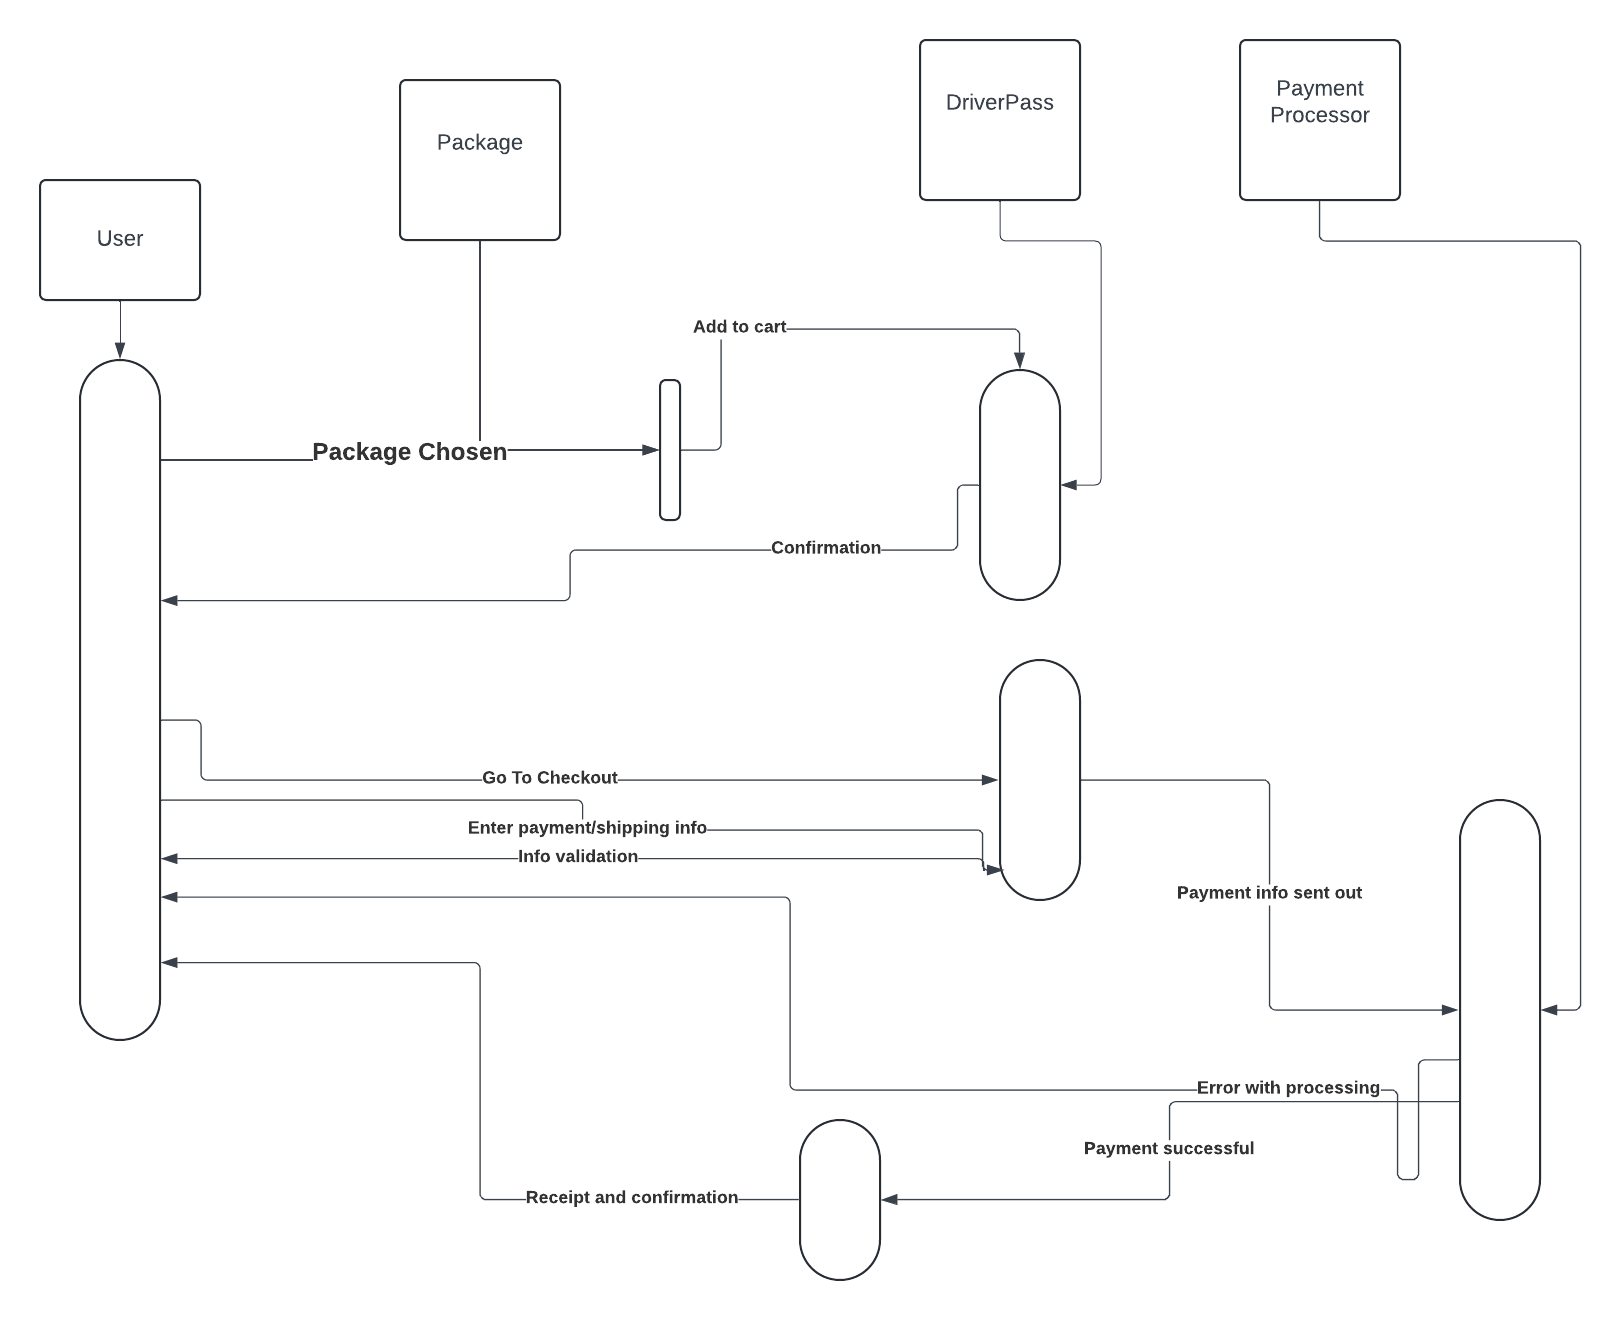 DriverPass
Payment
Processor
Package
User
Add to cart
Package Chosen
Confirmation
Go To Checkout
Enter payment/shipping info
Info validation
Payment info sent out
Error with processing
Payment successful
Receipt and confirmation